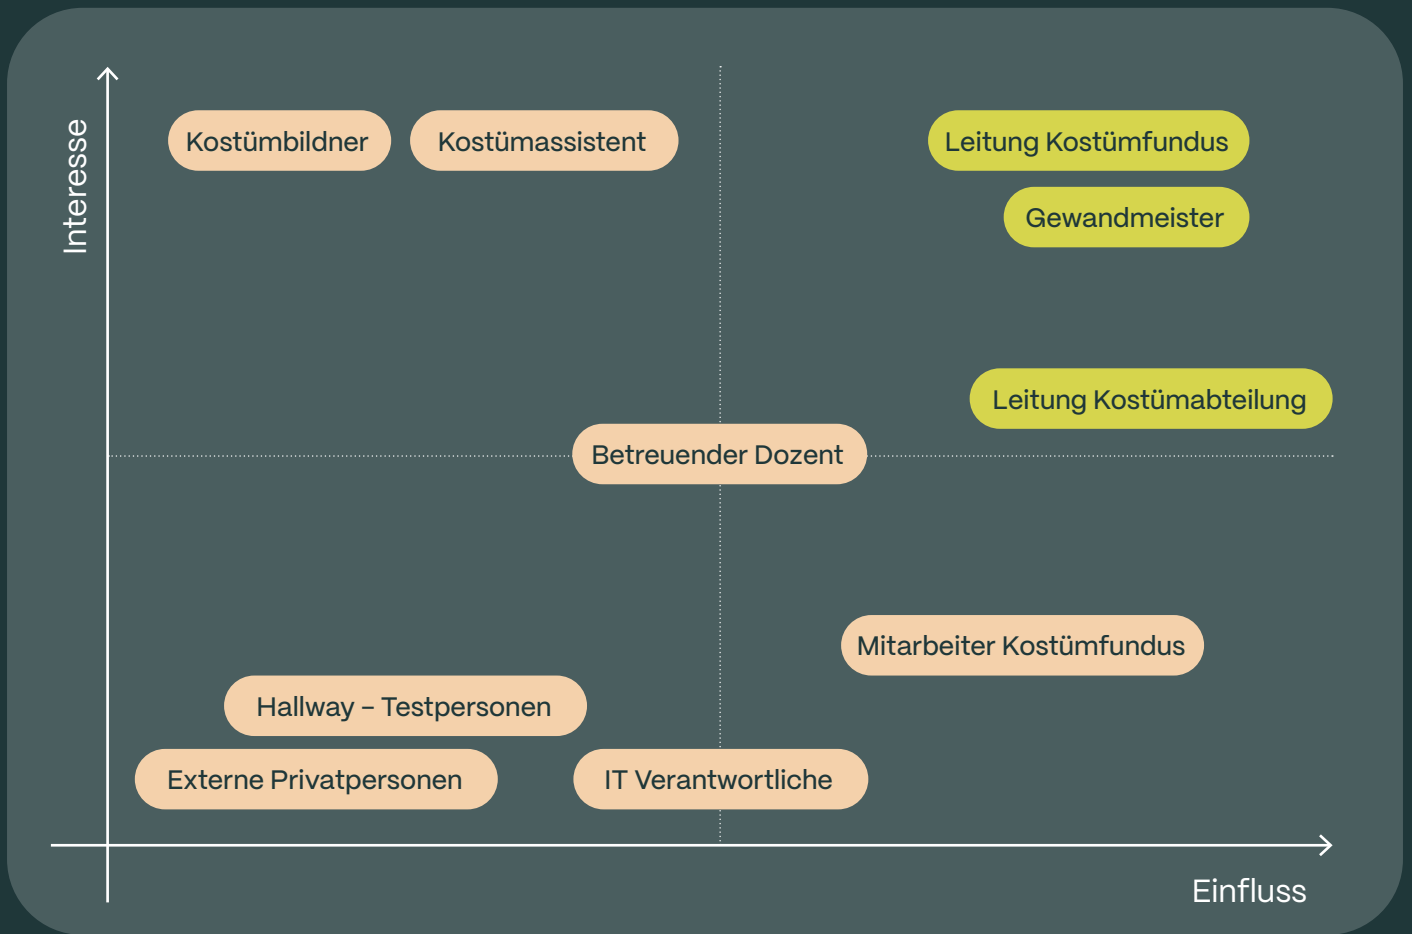 Interesse
Kostümbildner
Kostümassistent
Leitung Kostümfundus
Gewandmeister
Leitung Kostümabteilung
Betreuender Dozent
Mitarbeiter Kostümfundus
Hallway – Testpersonen
Externe Privatpersonen
IT Verantwortliche
Einfluss